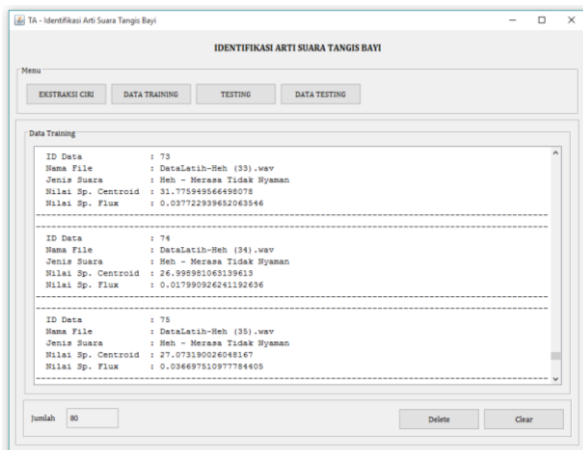 TA - Identifikasi Arti Suara Tangis Bayi
IDENTIFIKASI ARTI SUARA TANGIS BAYI
Menu
EKSTRAKSI CIRI DATA TRAINING TESTING DATA TESTING
Data Training
ID Data : 73
Nama File : DataLatih-Heh (33).wav
Jenis Suara : Heh - Merasa Tidak Nyaman
Nilai Sp. Centroid : 31.775949566498078
Nilai Sp. Flux : 0.037722939652063546
ID Data : 74
Nama File : DataLatih-Heh (34).wav
Jenis Suara : Heh - Merasa Tidak Nyaman
Nilai Sp. Centroid : 26.998981063139613
Nilai Sp. Flux : 0.017990926241192636
ID Data : 75
Nama File : DataLatih-Heh (35).wav
Jenis Suara : Heh - Merasa Tidak Nyaman
Nilai Sp. Centroid : 27.073190026048167
Nilai Sp. Flux : 0.036697510977784405
Jumlah 80 Delete Clear